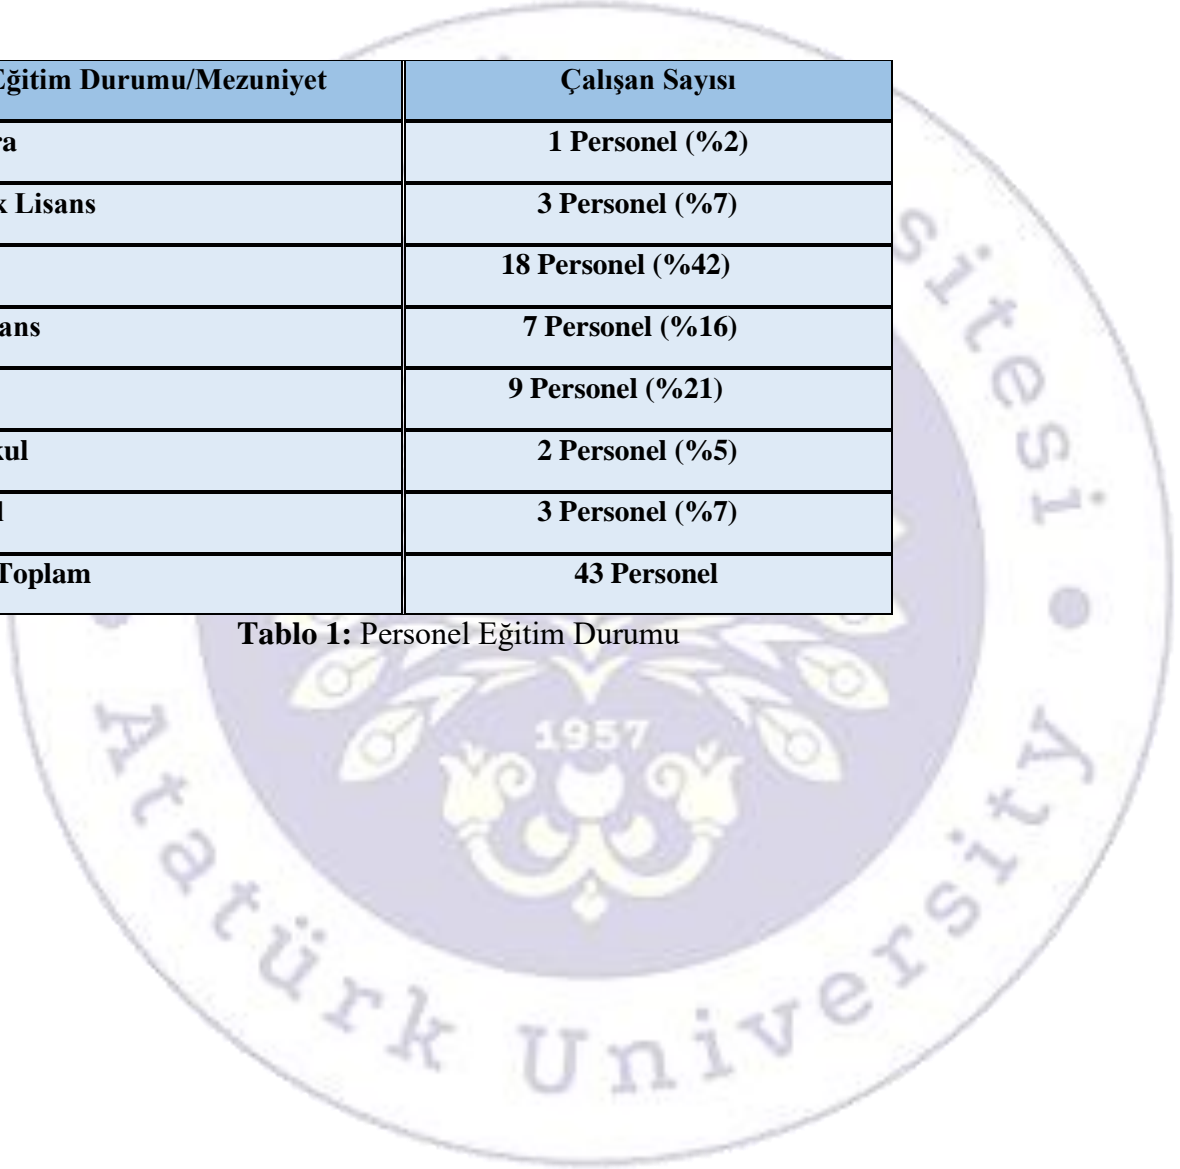 Eğitim Durumu/Mezuniyet Çalışan Sayısı
ra 1 Personel (%2)
k Lisans 3 Personel (%7)
18 Personel (%42)
ans 7 Personel (%16)
9 Personel (%21)
kul 2 Personel (%5)
l 3 Personel (%7)
Toplam 43 Personel
Tablo 1: Personel Eğitim Durumu
sitesi
1957
Atatürk University